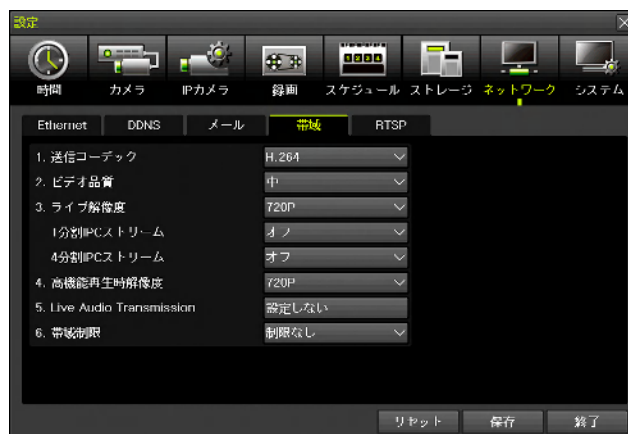 設定
時間 カメラ IPカメラ 録画 スケジュール ストレージ ネットワーク システム
Ethernet DDNS メール 帯域 RTSP
1. 送信コーデック H.264
2. ビデオ品質 中
3. ライブ解像度 720P
1分割IPCストリーム オフ
4分割IPCストリーム オフ
4. 高機能再生時解像度 720P
5. Live Audio Transmission 設定しない
6. 帯域制限 制限なし
リセット 保存 終了